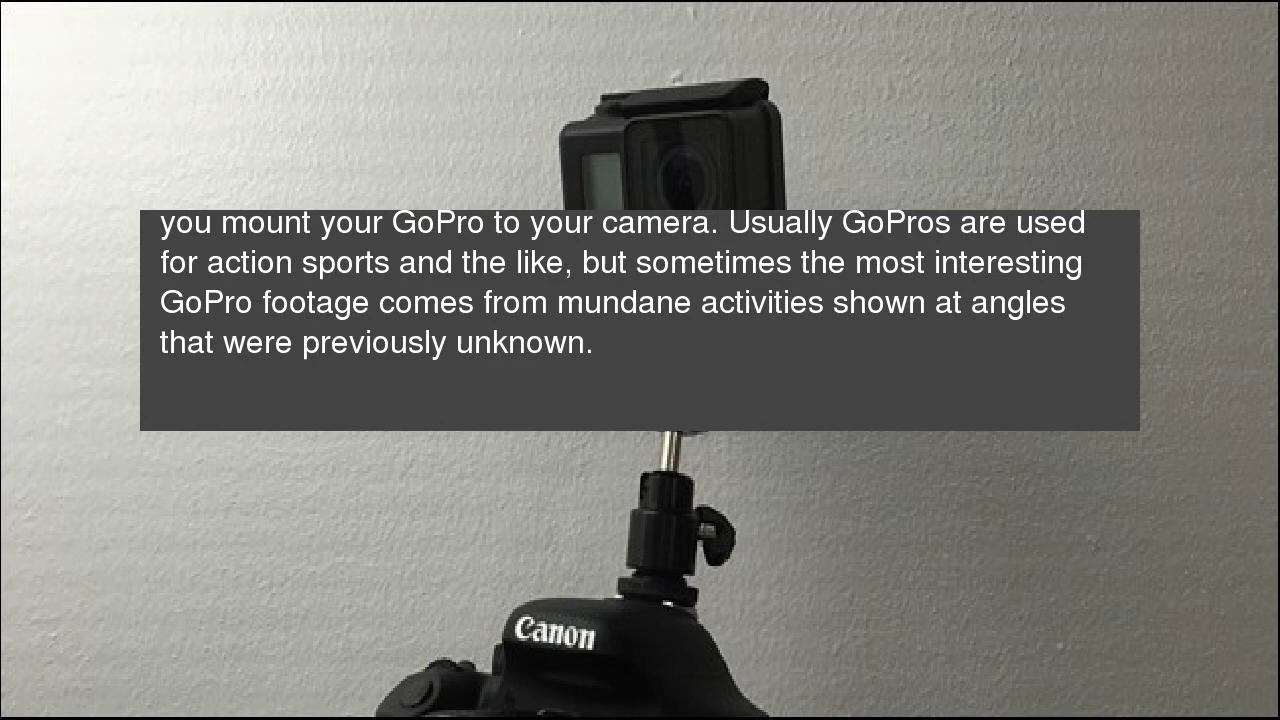 you mount your GoPro to your camera. Usually GoPros are used
for action sports and the like, but sometimes the most interesting
GoPro footage comes from mundane activities shown at angles
that were previously unknown.
Canon